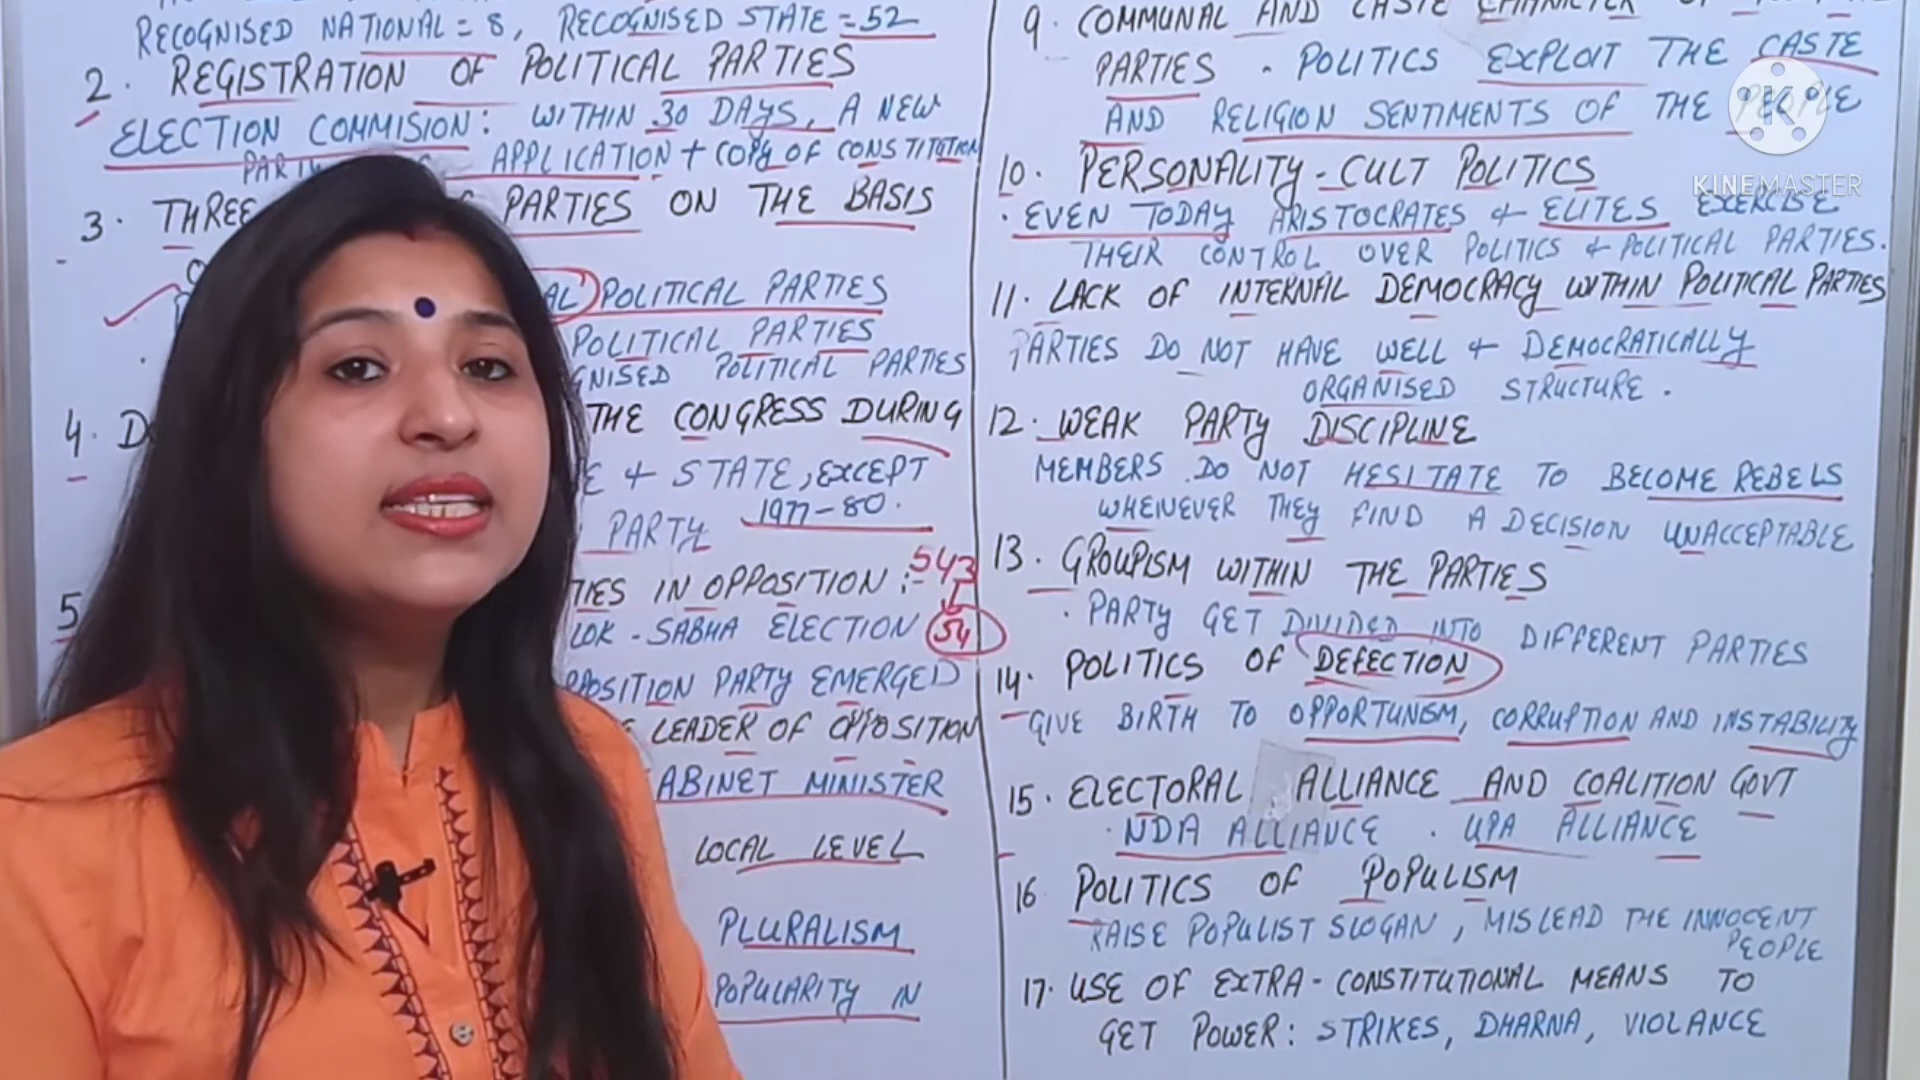 RECOGNISED NATIONAL = 8, RECOGNISED STATE = 52
2. REGISTRATION OF POLITICAL PARTIES
ELECTION COMMISION: WITHIN 30 DAYS, A NEW
APPLICATION + COPY OF CONSTITUTION
3. THREE PARTIES ON THE BASIS
AL POLITICAL PARTIES
POLITICAL PARTIES
GNISED POLITICAL PARTIES
4. THE CONGRESS DURING
E + STATE, EXCEPT
PARTY 1977-80.
5 TIES IN OPPOSITION :- 543
LOK-SABHA ELECTION 54
POSITION PARTY EMERGED
LEADER OF OPPOSITION
ABINET MINISTER
LOCAL LEVEL
PLURALISM
POPULARITY IN
9. COMMUNAL AND CASTE CHARACTER OF
PARTIES - POLITICS EXPLOIT THE CASTE
AND RELIGION SENTIMENTS OF THE PEOPLE
10. PERSONALITY-CULT POLITICS
KINEMASTER
. EVEN TODAY ARISTOCRATES & ELITES EXERCISE
THEIR CONTROL OVER POLITICS & POLITICAL PARTIES.
11. LACK OF INTERNAL DEMOCRACY WITHIN POLITICAL PARTIES
PARTIES DO NOT HAVE WELL & DEMOCRATICALLY
ORGANISED STRUCTURE.
12. WEAK PARTY DISCIPLINE
MEMBERS DO NOT HESITATE TO BECOME REBELS
WHENEVER THEY FIND A DECISION UNACCEPTABLE
13. GROUPISM WITHIN THE PARTIES
. PARTY GET DIVIDED INTO DIFFERENT PARTIES
14. POLITICS OF DEFECTION
GIVE BIRTH TO OPPORTUNISM, CORRUPTION AND INSTABILITY
15. ELECTORAL ALLIANCE AND COALITION GOVT
. NDA ALLIANCE . UPA ALLIANCE
16 POLITICS OF POPULISM
RAISE POPULIST SLOGAN, MISLEAD THE INNOCENT
PEOPLE
17. USE OF EXTRA-CONSTITUTIONAL MEANS TO
GET POWER: STRIKES, DHARNA, VIOLANCE